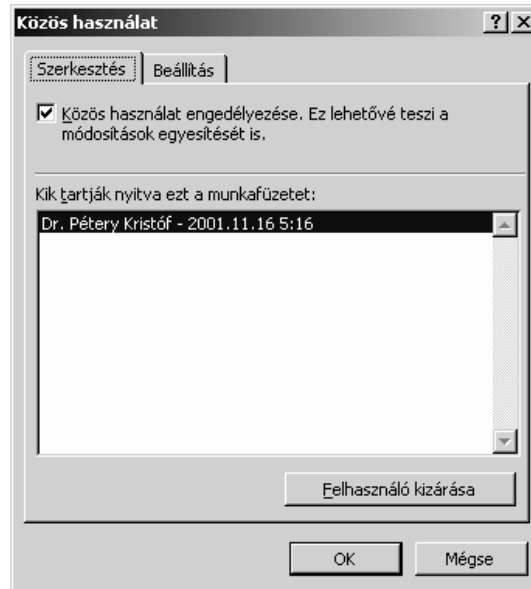 Közös használat
Szerkesztés
Beállítás
Közös használat engedélyezése. Ez lehetővé teszi a
módosítások egyesítését is.
Kik tartják nyitva ezt a munkafüzetet:
Dr. Pétery Kristóf - 2001.11.16 5:16
Felhasználó kizárása
OK
Mégse